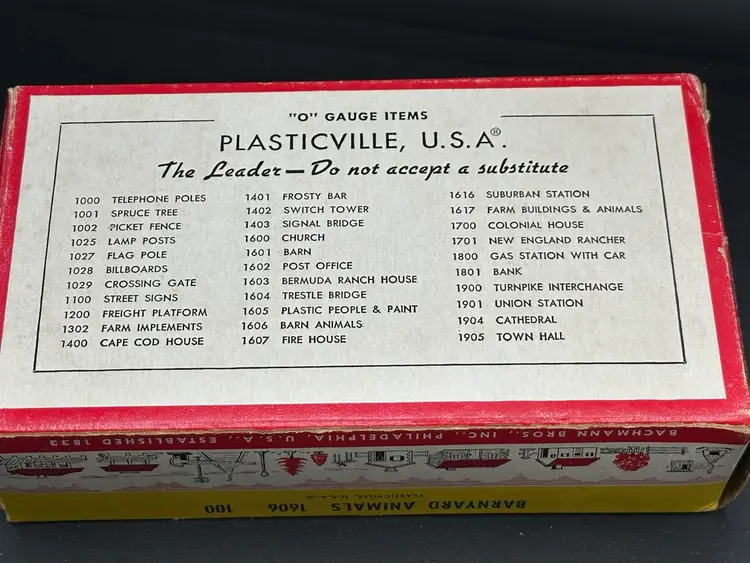 "O" GAUGE ITEMS
PLASTICVILLE, U.S.A®.
The Leader — Do not accept a substitute
1000 TELEPHONE POLES
1001 SPRUCE TREE
1002 PICKET FENCE
1025 LAMP POSTS
1027 FLAG POLE
1028 BILLBOARDS
1029 CROSSING GATE
1100 STREET SIGNS
1200 FREIGHT PLATFORM
1302 FARM IMPLEMENTS
1400 CAPE COD HOUSE
1401 FROSTY BAR
1402 SWITCH TOWER
1403 SIGNAL BRIDGE
1600 CHURCH
1601 BARN
1602 POST OFFICE
1603 BERMUDA RANCH HOUSE
1604 TRESTLE BRIDGE
1605 PLASTIC PEOPLE & PAINT
1606 BARN ANIMALS
1607 FIRE HOUSE
1616 SUBURBAN STATION
1617 FARM BUILDINGS & ANIMALS
1700 COLONIAL HOUSE
1701 NEW ENGLAND RANCHER
1800 GAS STATION WITH CAR
1801 BANK
1900 TURNPIKE INTERCHANGE
1901 UNION STATION
1904 CATHEDRAL
1905 TOWN HALL
BACHMANN BROS., INC. PHILADELPHIA, U.S.A., ESTABLISHED 1833
PLASTICVILLE, U.S.A.®
BARNYARD ANIMALS 1606 100